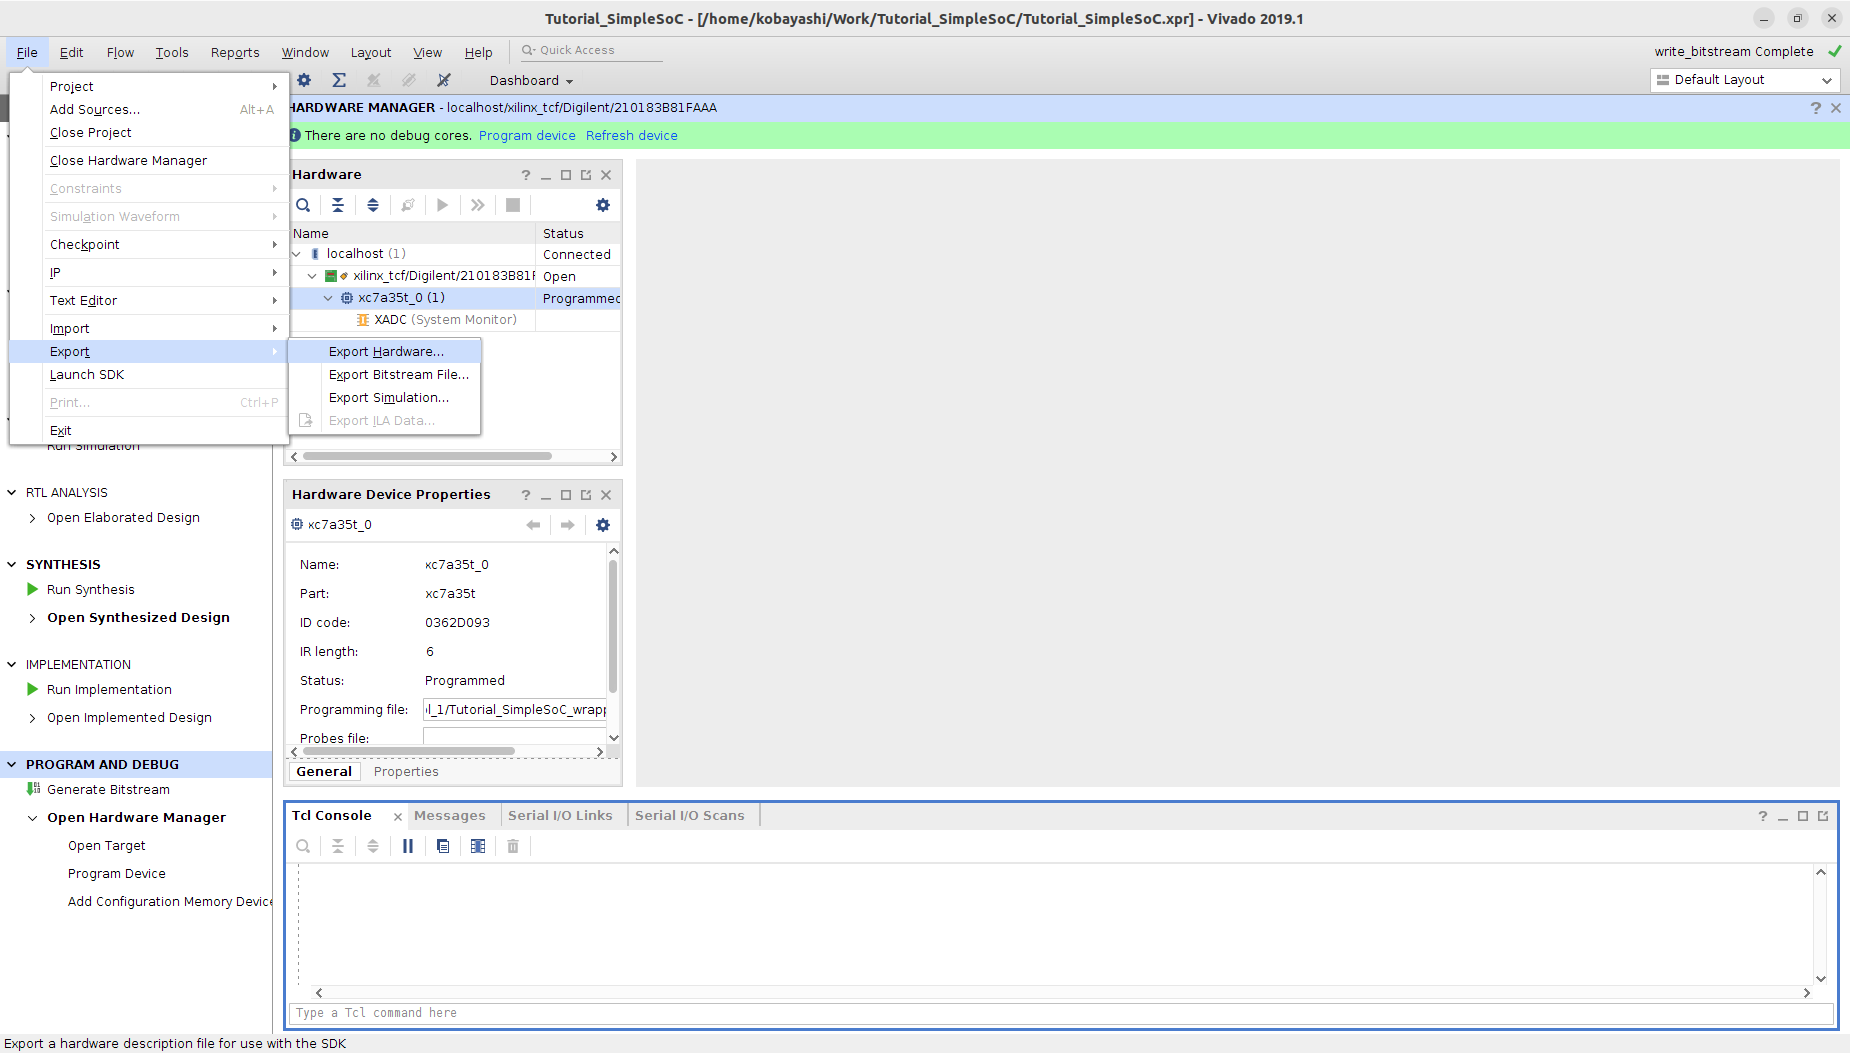 Tutorial_SimpleSoC - [/home/kobayashi/Work/Tutorial_SimpleSoC/Tutorial_SimpleSoC.xpr] - Vivado 2019.1
File Edit Flow Tools Reports Window Layout View Help Quick Access
write_bitstream Complete
Dashboard
Default Layout
Project
Add Sources... Alt+A
Close Project
Close Hardware Manager
Constraints
Simulation Waveform
Checkpoint
IP
Text Editor
Import
Export
Launch SDK
Print... Ctrl+P
Exit
Export Hardware...
Export Bitstream File...
Export Simulation...
Export ILA Data...
HARDWARE MANAGER - localhost/xilinx_tcf/Digilent/210183B81FAAA
There are no debug cores. Program device Refresh device
Hardware
Name Status
localhost (1) Connected
xilinx_tcf/Digilent/210183B81F Open
xc7a35t_0 (1) Programmed
XADC (System Monitor)
Run Simulation
RTL ANALYSIS
Open Elaborated Design
SYNTHESIS
Run Synthesis
Open Synthesized Design
IMPLEMENTATION
Run Implementation
Open Implemented Design
PROGRAM AND DEBUG
Generate Bitstream
Open Hardware Manager
Open Target
Program Device
Add Configuration Memory Device
Hardware Device Properties
xc7a35t_0
Name: xc7a35t_0
Part: xc7a35t
ID code: 0362D093
IR length: 6
Status: Programmed
Programming file: l_1/Tutorial_SimpleSoC_wrapp
Probes file:
General Properties
Tcl Console Messages Serial I/O Links Serial I/O Scans
Type a Tcl command here
Export a hardware description file for use with the SDK